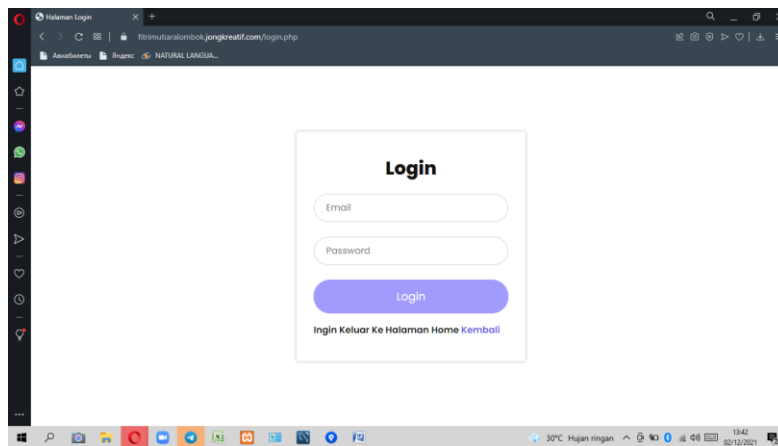 Halaman Login
fitrimutiaralombok.jongkreatif.com/login.php
Авиабилеты Яндекс NATURAL LANGUA...
Login
Email
Password
Login
Ingin Keluar Ke Halaman Home Kembali
30°C Hujan ringan
13:42
02/12/2021